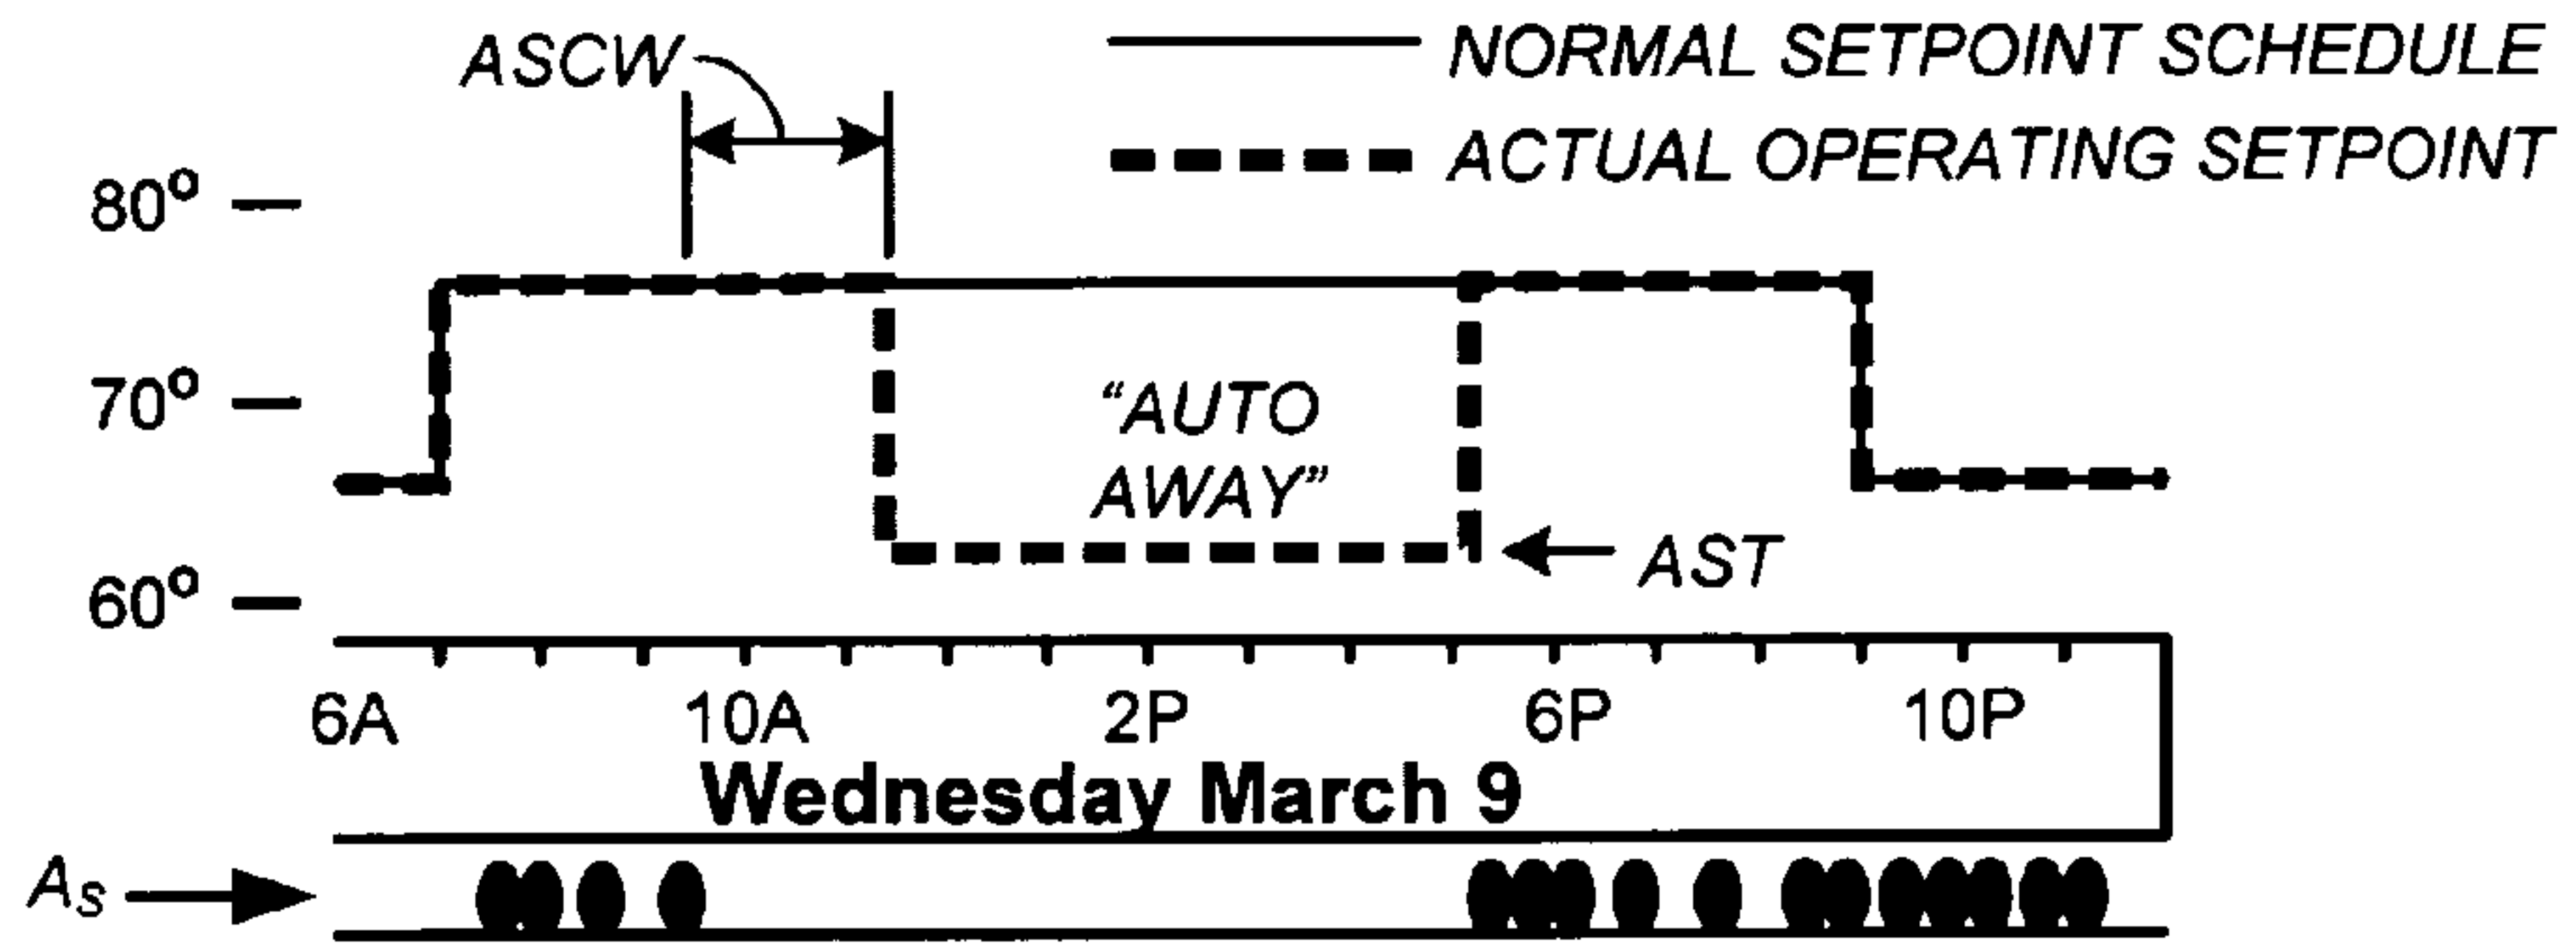 ASCW
NORMAL SETPOINT SCHEDULE
ACTUAL OPERATING SETPOINT
80°
70°
60°
"AUTO
AWAY"
AST
6A 10A 2P 6P 10P
Wednesday March 9
As